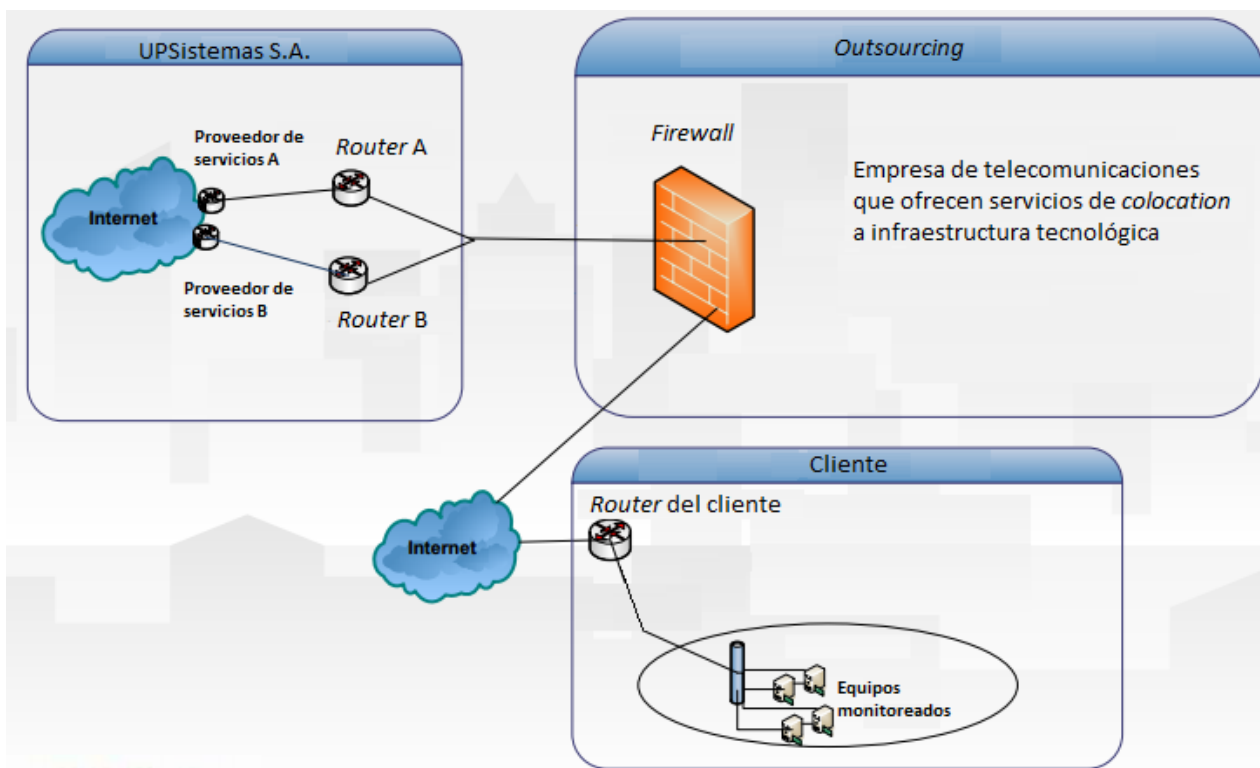 UPSistemas S.A.
Proveedor de
servicios A
Router A
Internet
Proveedor de
servicios B
Router B
Outsourcing
Firewall
Empresa de telecomunicaciones
que ofrecen servicios de colocation
a infraestructura tecnológica
Internet
Cliente
Router del cliente
Equipos
monitoreados